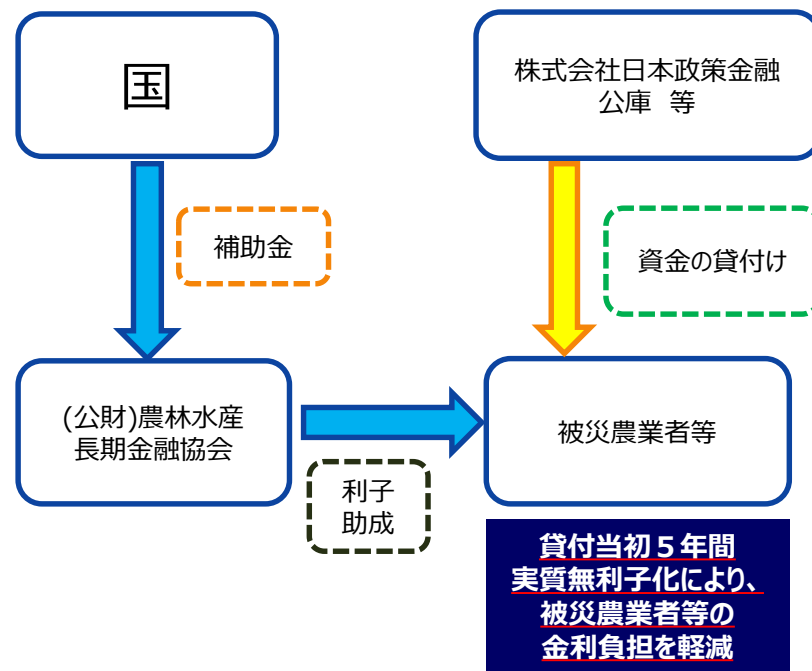 国
株式会社日本政策金融
公庫 等
補助金
資金の貸付け
(公財)農林水産
長期金融協会
被災農業者等
利子
助成
貸付当初５年間
実質無利子化により、
被災農業者等の
金利負担を軽減